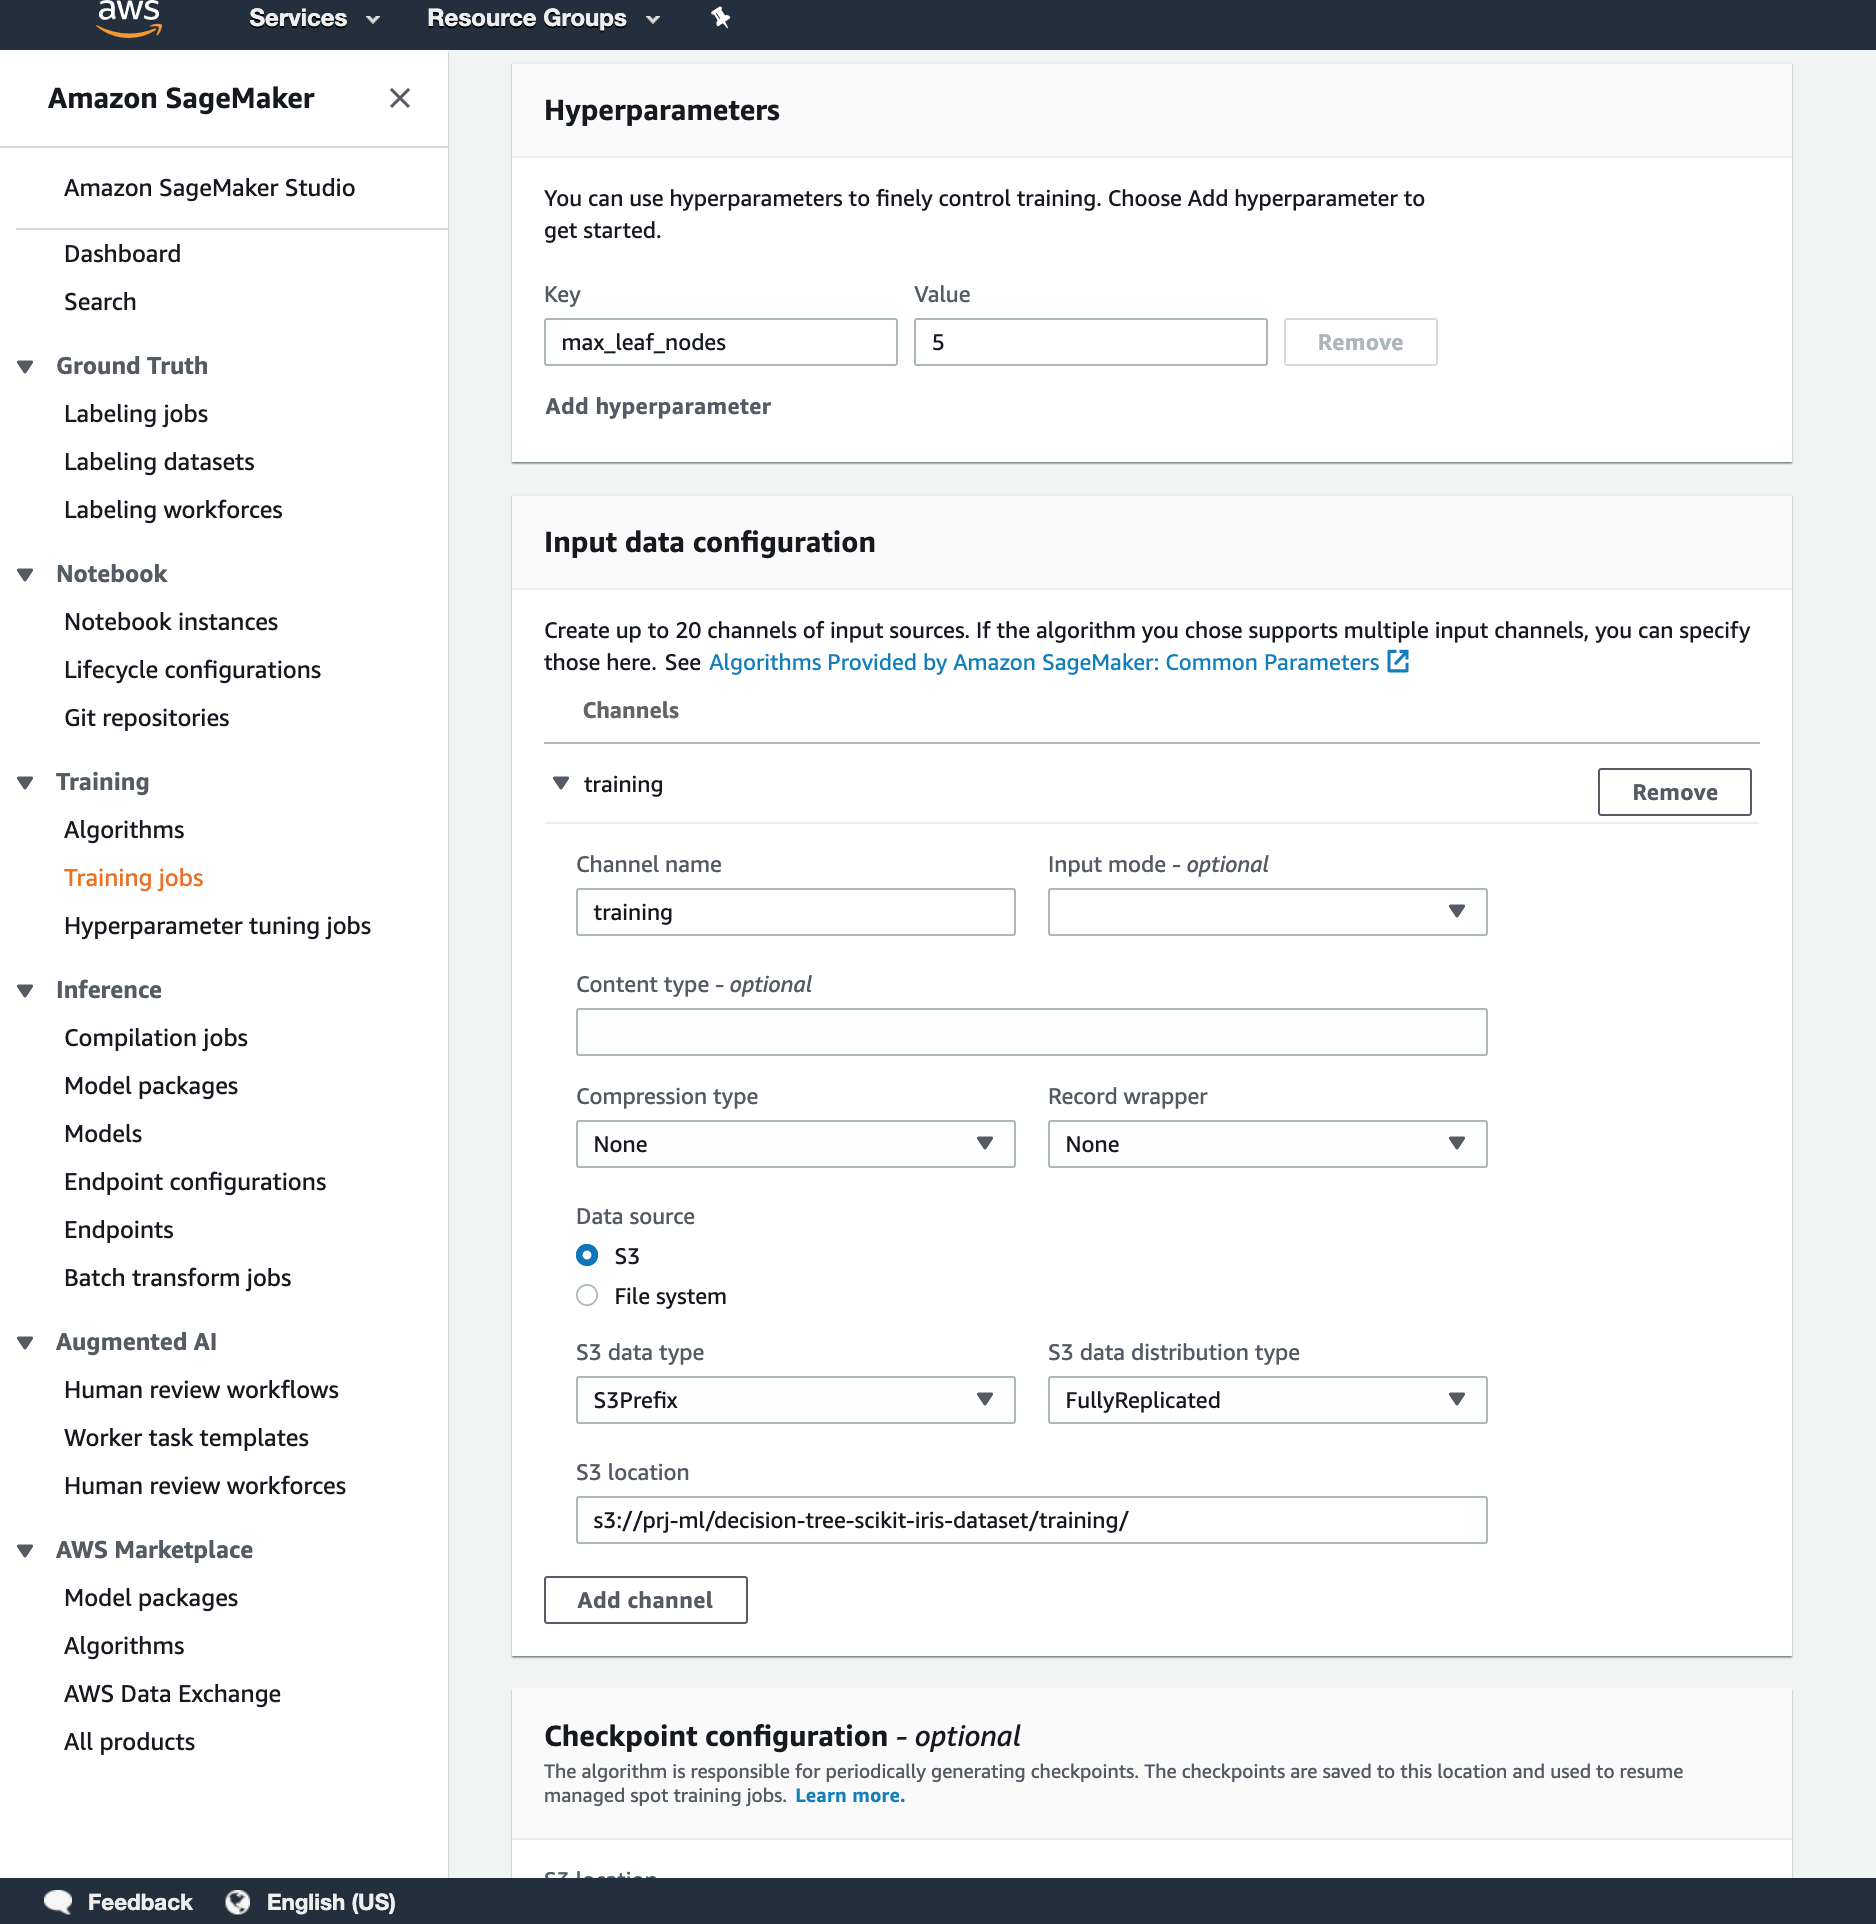 aws
Services
Resource Groups
Amazon SageMaker
Amazon SageMaker Studio
Dashboard
Search
Ground Truth
Labeling jobs
Labeling datasets
Labeling workforces
Notebook
Notebook instances
Lifecycle configurations
Git repositories
Training
Algorithms
Training jobs
Hyperparameter tuning jobs
Inference
Compilation jobs
Model packages
Models
Endpoint configurations
Endpoints
Batch transform jobs
Augmented AI
Human review workflows
Worker task templates
Human review workforces
AWS Marketplace
Model packages
Algorithms
AWS Data Exchange
All products
Hyperparameters
You can use hyperparameters to finely control training. Choose Add hyperparameter to
get started.
Key
Value
max_leaf_nodes
5
Remove
Add hyperparameter
Input data configuration
Create up to 20 channels of input sources. If the algorithm you chose supports multiple input channels, you can specify
those here. See Algorithms Provided by Amazon SageMaker: Common Parameters
Channels
training
Remove
Channel name
Input mode - optional
training
Content type - optional
Compression type
Record wrapper
None
None
Data source
S3
File system
S3 data type
S3 data distribution type
S3Prefix
FullyReplicated
S3 location
s3://prj-ml/decision-tree-scikit-iris-dataset/training/
Add channel
Checkpoint configuration - optional
The algorithm is responsible for periodically generating checkpoints. The checkpoints are saved to this location and used to resume
managed spot training jobs. Learn more.
S3 location
Feedback
English (US)